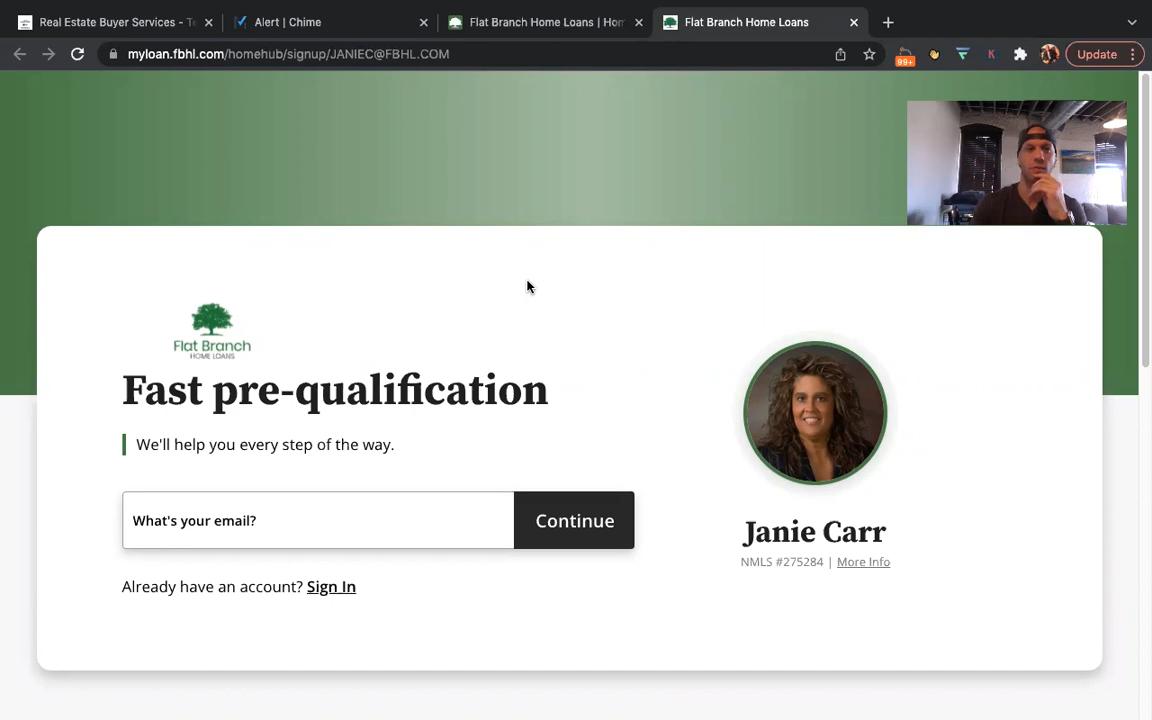 Real Estate Buyer Services - Te
Alert | Chime
Flat Branch Home Loans | Hom
Flat Branch Home Loans
myloan.fbhl.com/homehub/signup/JANIEC@FBHL.COM
99+
K
Update
Flat Branch
HOME LOANS
Fast pre-qualification
We'll help you every step of the way.
What's your email?
Continue
Already have an account? Sign In
Janie Carr
NMLS #275284 | More Info